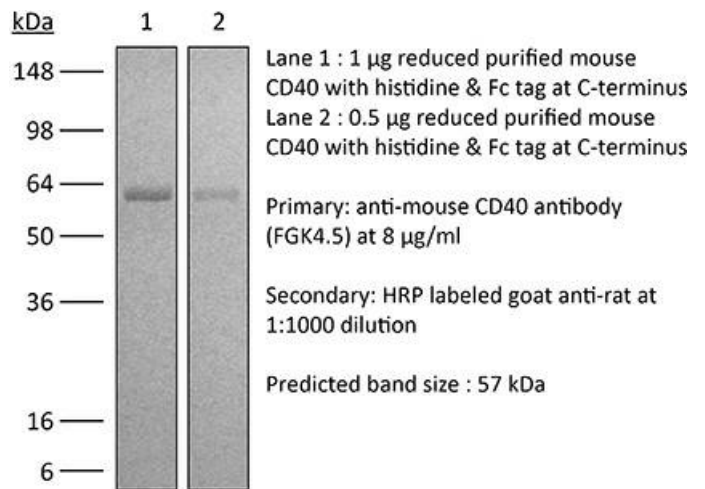 kDa
1 2
148
98
64
50
36
16
6
Lane 1 : 1 µg reduced purified mouse
CD40 with histidine & Fc tag at C-terminus
Lane 2 : 0.5 µg reduced purified mouse
CD40 with histidine & Fc tag at C-terminus
Primary: anti-mouse CD40 antibody
(FGK4.5) at 8 µg/ml
Secondary: HRP labeled goat anti-rat at
1:1000 dilution
Predicted band size : 57 kDa